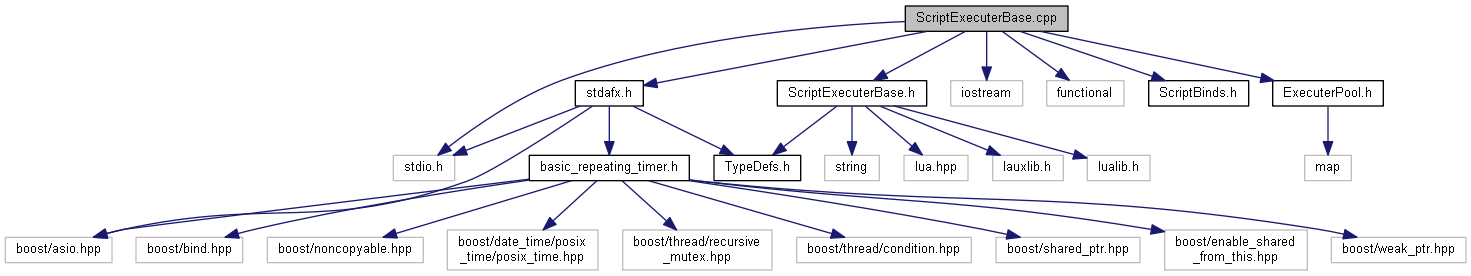 ScriptExecuterBase.cpp
stdafx.h
ScriptExecuterBase.h
iostream
functional
ScriptBinds.h
ExecuterPool.h
stdio.h
basic_repeating_timer.h
TypeDefs.h
string
lua.hpp
lauxlib.h
lualib.h
map
boost/asio.hpp
boost/bind.hpp
boost/noncopyable.hpp
boost/date_time/posix
_time/posix_time.hpp
boost/thread/recursive
_mutex.hpp
boost/thread/condition.hpp
boost/shared_ptr.hpp
boost/enable_shared
_from_this.hpp
boost/weak_ptr.hpp